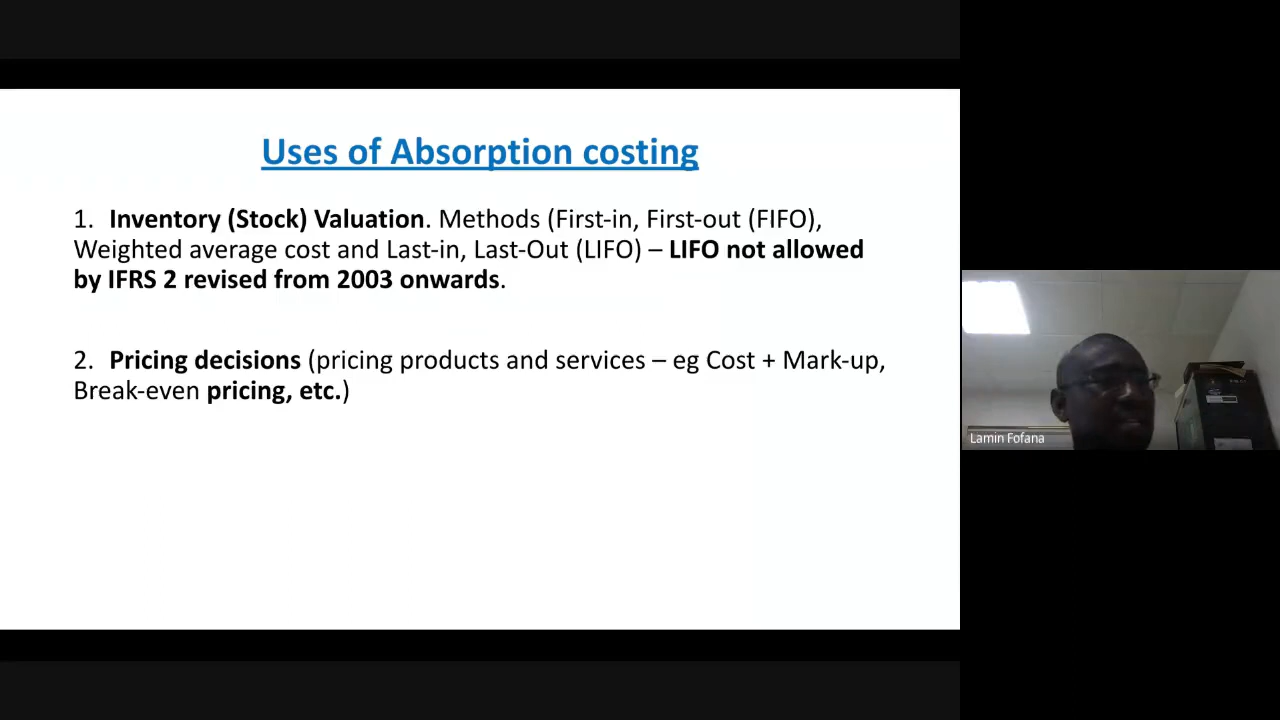 Uses of Absorption costing
1. Inventory (Stock) Valuation. Methods (First-in, First-out (FIFO),
Weighted average cost and Last-in, Last-Out (LIFO) – LIFO not allowed
by IFRS 2 revised from 2003 onwards.
2. Pricing decisions (pricing products and services – eg Cost + Mark-up,
Break-even pricing, etc.)
Lamin Fofana